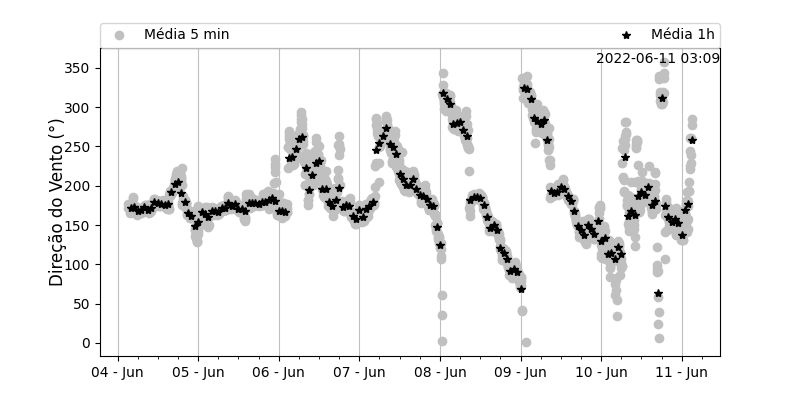 Média 5 min
Média 1h
2022-06-11 03:09
Direção do Vento (°)
350
300
250
200
150
100
50
0
04 - Jun
05 - Jun
06 - Jun
07 - Jun
08 - Jun
09 - Jun
10 - Jun
11 - Jun